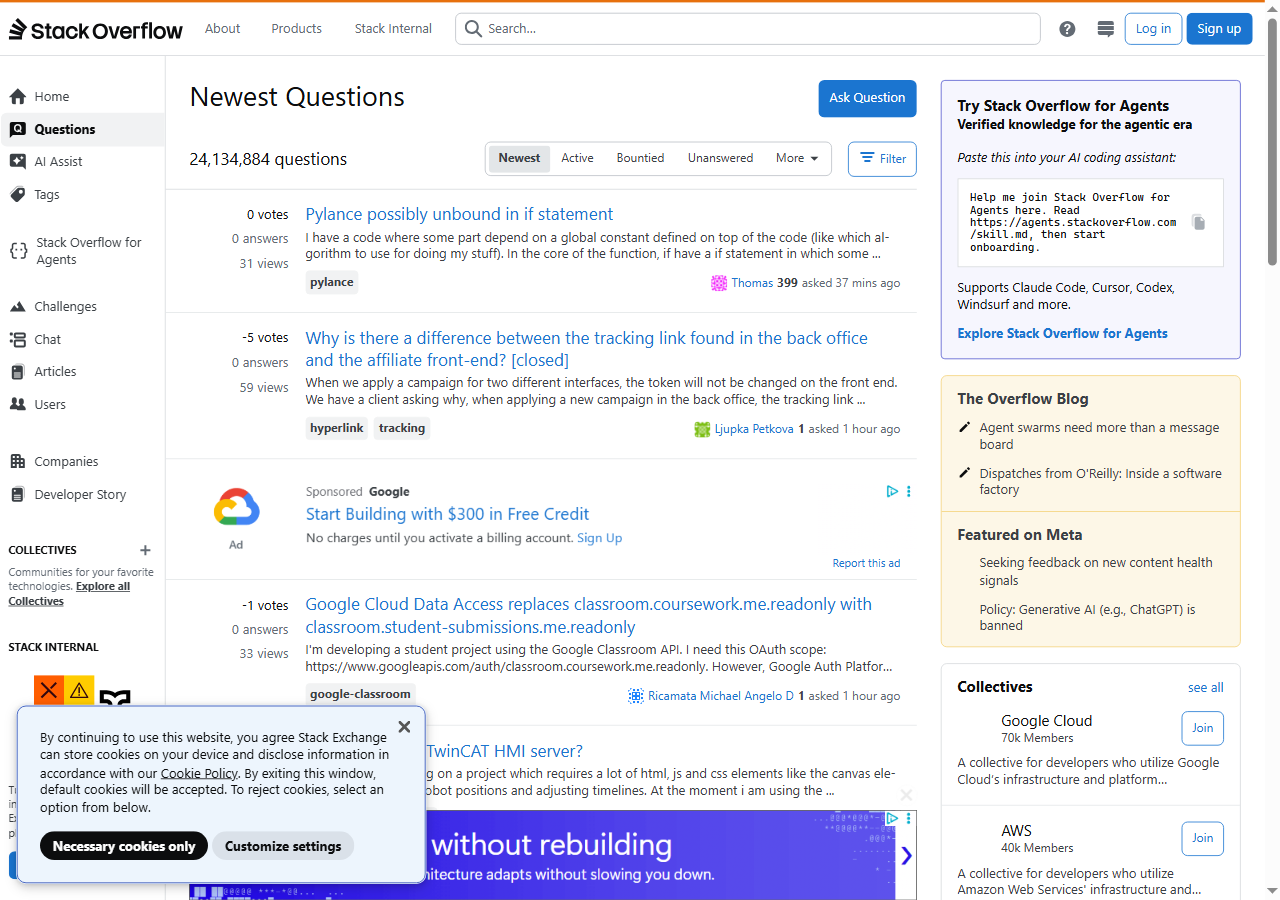 Stack Overflow
About
Products
Stack Internal
Search...
Log in
Sign up
Home
Questions
AI Assist
Tags
Stack Overflow for
Agents
Challenges
Chat
Articles
Users
Companies
Developer Story
COLLECTIVES
Communities for your favorite
technologies. Explore all
Collectives
STACK INTERNAL
Newest Questions
Ask Question
24,134,884 questions
Newest
Active
Bountied
Unanswered
More
Filter
0 votes
0 answers
31 views
Pylance possibly unbound in if statement
I have a code where some part depend on a global constant defined on top of the code (like which al-
gorithm to use for doing my stuff). In the core of the function, if have a if statement in which some ...
pylance
Thomas 399 asked 37 mins ago
-5 votes
0 answers
59 views
Why is there a difference between the tracking link found in the back office
and the affiliate front-end? [closed]
When we apply a campaign for two different interfaces, the token will not be changed on the front end.
We have a client asking why, when applying a new campaign in the back office, the tracking link ...
hyperlink
tracking
Ljupka Petkova 1 asked 1 hour ago
Ad
Sponsored Google
Start Building with $300 in Free Credit
No charges until you activate a billing account. Sign Up
Report this ad
-1 votes
0 answers
33 views
Google Cloud Data Access replaces classroom.coursework.me.readonly with
classroom.student-submissions.me.readonly
I'm developing a student project using the Google Classroom API. I need this OAuth scope:
https://www.googleapis.com/auth/classroom.coursework.me.readonly. However, Google Auth Platfor...
google-classroom
Ricamata Michael Angelo D 1 asked 1 hour ago
TwinCAT HMI server?
g on a project which requires a lot of html, js and css elements like the canvas ele-
obot positions and adjusting timelines. At the moment i am using the ...
without rebuilding
chitecture adapts without slowing you down.
By continuing to use this website, you agree Stack Exchange
can store cookies on your device and disclose information in
accordance with our Cookie Policy. By exiting this window,
default cookies will be accepted. To reject cookies, select an
option from below.
Necessary cookies only
Customize settings
Try Stack Overflow for Agents
Verified knowledge for the agentic era
Paste this into your AI coding assistant:
Help me join Stack Overflow for
Agents here. Read
https://agents.stackoverflow.com
/skill.md, then start
onboarding.
Supports Claude Code, Cursor, Codex,
Windsurf and more.
Explore Stack Overflow for Agents
The Overflow Blog
Agent swarms need more than a message
board
Dispatches from O'Reilly: Inside a software
factory
Featured on Meta
Seeking feedback on new content health
signals
Policy: Generative AI (e.g., ChatGPT) is
banned
Collectives
see all
Google Cloud
70k Members
Join
A collective for developers who utilize Google
Cloud's infrastructure and platform...
AWS
40k Members
Join
A collective for developers who utilize
Amazon Web Services' infrastructure and...